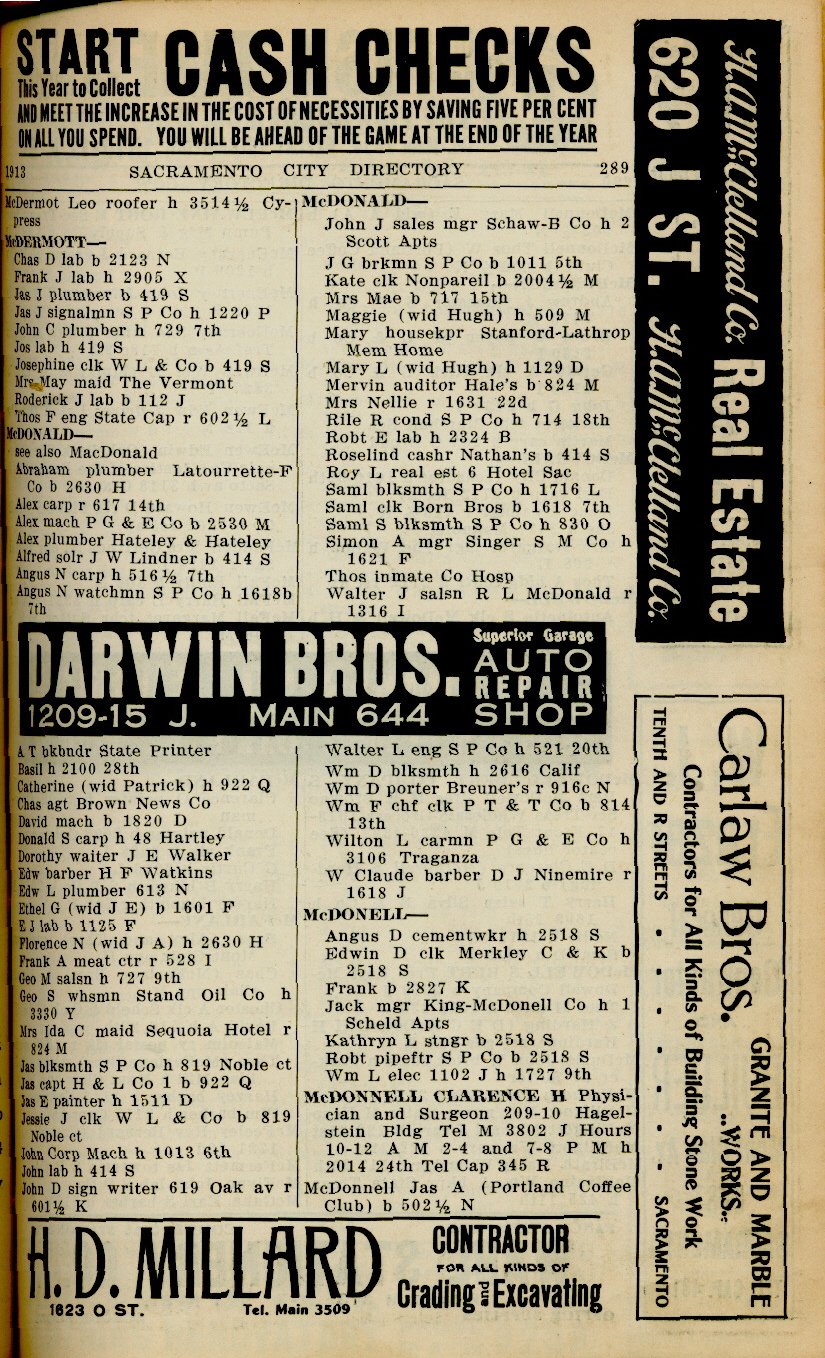 START
This Year to Collect
CASH CHECKS
AND MEET THE INCREASE IN THE COST OF NECESSITIES BY SAVING FIVE PER CENT
ON ALL YOU SPEND. YOU WILL BE AHEAD OF THE GAME AT THE END OF THE YEAR
1913 SACRAMENTO CITY DIRECTORY 289
McDermot Leo roofer h 3514½ Cy-
press
McDERMOTT—
Chas D lab b 2123 N
Frank J lab h 2905 X
Jas J plumber b 419 S
Jas J signalmn S P Co h 1220 P
John C plumber h 729 7th
Jos lab h 419 S
Josephine clk W L & Co b 419 S
Mrs May maid The Vermont
Roderick J lab b 112 J
Thos F eng State Cap r 602½ L
McDONALD—
see also MacDonald
Abraham plumber Latourrette-F
Co b 2630 H
Alex carp r 617 14th
Alex mach P G & E Co b 2530 M
Alex plumber Hateley & Hateley
Alfred solr J W Lindner b 414 S
Angus N carp h 516½ 7th
Angus N watchmn S P Co h 1618b
7th
McDONALD—
John J sales mgr Schaw-B Co h 2
Scott Apts
J G brkmn S P Co b 1011 5th
Kate clk Nonpareil b 2004½ M
Mrs Mae b 717 15th
Maggie (wid Hugh) h 509 M
Mary housekpr Stanford-Lathrop
Mem Home
Mary L (wid Hugh) h 1129 D
Mervin auditor Hale's b 824 M
Mrs Nellie r 1631 22d
Rile R cond S P Co h 714 18th
Robt E lab h 2324 B
Roselind cashr Nathan's b 414 S
Roy L real est 6 Hotel Sac
Saml blksmth S P Co h 1716 L
Saml clk Born Bros b 1618 7th
Saml S blksmth S P Co h 830 O
Simon A mgr Singer S M Co h
1621 F
Thos inmate Co Hosp
Walter J salsn R L McDonald r
1316 I
DARWIN BROS.
Superior Garage
AUTO
REPAIR
1209-15 J. MAIN 644 SHOP
A T bkbndr State Printer
Basil h 2100 28th
Catherine (wid Patrick) h 922 Q
Chas agt Brown News Co
David mach b 1820 D
Donald S carp h 48 Hartley
Dorothy waiter J E Walker
Edw barber H F Watkins
Edw L plumber 613 N
Ethel G (wid J E) b 1601 F
E J lab b 1125 F
Florence N (wid J A) h 2630 H
Frank A meat ctr r 528 I
Geo M salsn h 727 9th
Geo S whsmn Stand Oil Co h
3330 Y
Mrs Ida C maid Sequoia Hotel r
824 M
Jas blksmth S P Co h 819 Noble ct
Jas capt H & L Co 1 b 922 Q
Jas E painter h 1511 D
Jessie J clk W L & Co b 819
Noble ct
John Corp Mach h 1013 6th
John lab h 414 S
John D sign writer 619 Oak av r
601½ K
Walter L eng S P Co h 521 20th
Wm D blksmth h 2616 Calif
Wm D porter Breuner's r 916c N
Wm F chf clk P T & T Co b 814
13th
Wilton L carmn P G & E Co h
3106 Traganza
W Claude barber D J Ninemire r
1618 J
McDONELL—
Angus D cementwkr h 2518 S
Edwin D clk Merkley C & K b
2518 S
Frank b 2827 K
Jack mgr King-McDonell Co h 1
Scheld Apts
Kathryn L stngr b 2518 S
Robt pipeftr S P Co b 2518 S
Wm L elec 1102 J h 1727 9th
McDONNELL CLARENCE H Physi-
cian and Surgeon 209-10 Hagel-
stein Bldg Tel M 3802 J Hours
10-12 A M 2-4 and 7-8 P M h
2014 24th Tel Cap 345 R
McDonnell Jas A (Portland Coffee
Club) b 502½ N
H. D. MILLARD
1623 O ST. Tel. Main 3509
CONTRACTOR
FOR ALL KINDS OF
Grading and Excavating
H.A. McClelland Co. Real Estate
620 J ST. H.A. McClelland Co.
Carlaw Bros. GRANITE AND MARBLE
..WORKS..
Contractors for All Kinds of Building Stone Work
TENTH AND R STREETS • • • • • • • SACRAMENTO